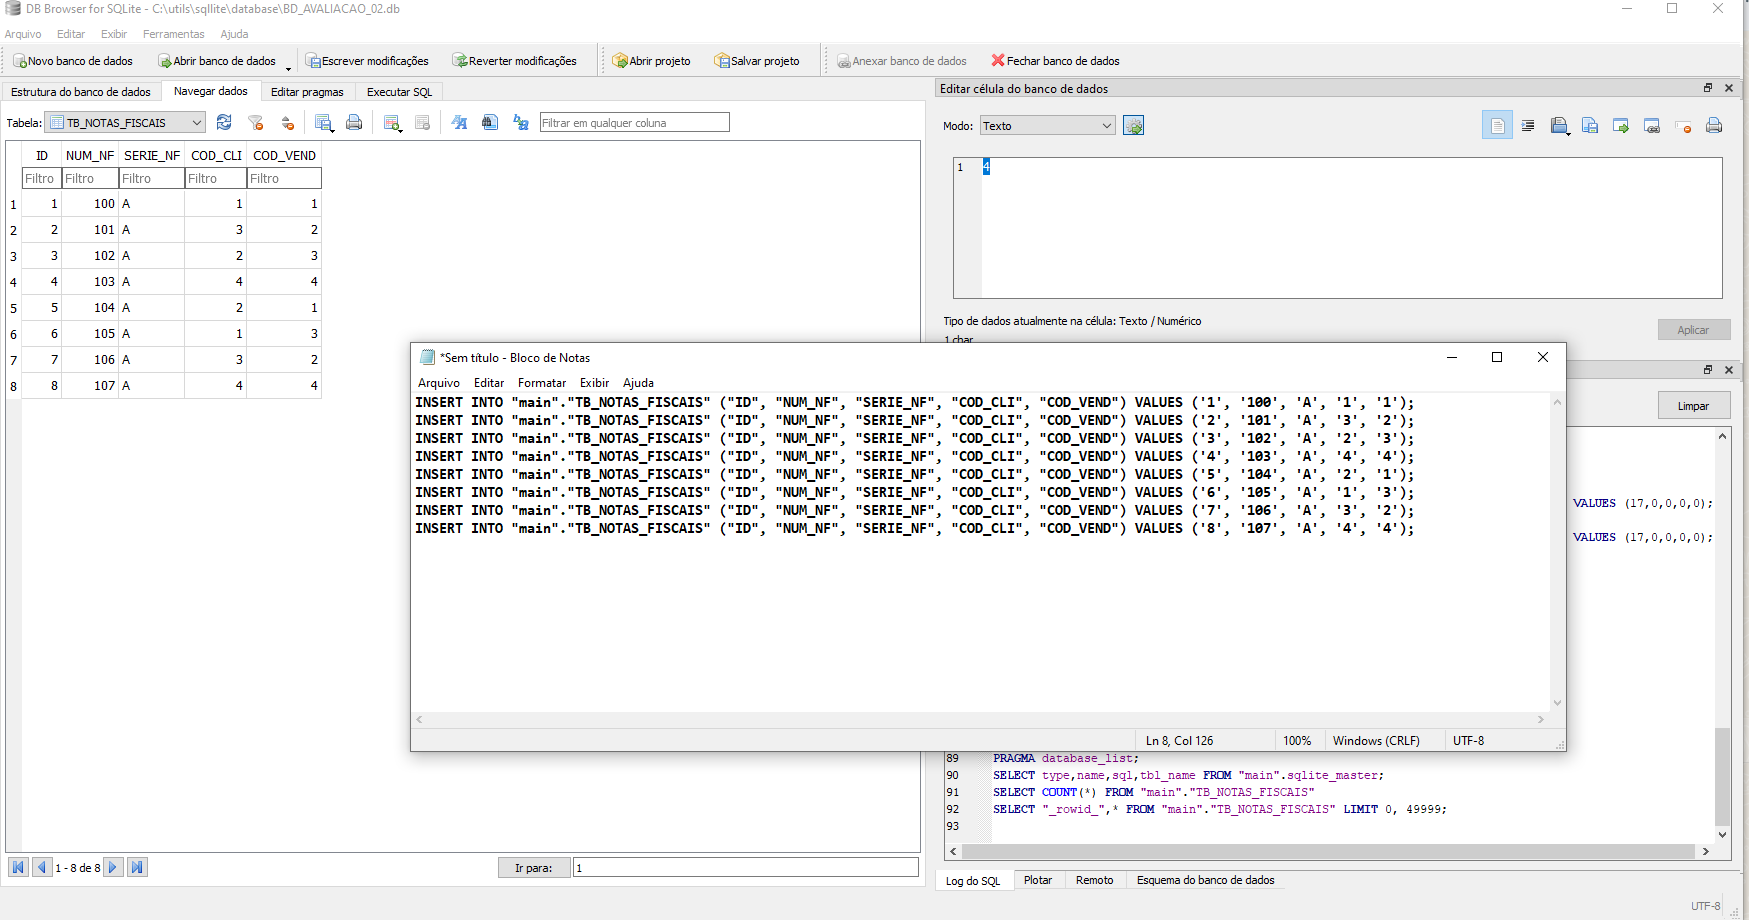 DB Browser for SQLite - C:\utils\sqllite\database\BD_AVALIACAO_02.db
Arquivo Editar Exibir Ferramentas Ajuda
Novo banco de dados Abrir banco de dados Escrever modificações Reverter modificações Abrir projeto Salvar projeto Anexar banco de dados Fechar banco de dados
Estrutura do banco de dados Navegar dados Editar pragmas Executar SQL
Tabela: TB_NOTAS_FISCAIS Filtrar em qualquer coluna
ID NUM_NF SERIE_NF COD_CLI COD_VEND
Filtro Filtro Filtro Filtro Filtro
1 1 100 A 1 1
2 2 101 A 3 2
3 3 102 A 2 3
4 4 103 A 4 4
5 5 104 A 2 1
6 6 105 A 1 3
7 7 106 A 3 2
8 8 107 A 4 4
1 - 8 de 8 Ir para: 1
Editar célula do banco de dados
Modo: Texto
1 4
Tipo de dados atualmente na célula: Texto / Numérico
1 char
Aplicar
*Sem título - Bloco de Notas
Arquivo Editar Formatar Exibir Ajuda
INSERT INTO "main"."TB_NOTAS_FISCAIS" ("ID", "NUM_NF", "SERIE_NF", "COD_CLI", "COD_VEND") VALUES ('1', '100', 'A', '1', '1');
INSERT INTO "main"."TB_NOTAS_FISCAIS" ("ID", "NUM_NF", "SERIE_NF", "COD_CLI", "COD_VEND") VALUES ('2', '101', 'A', '3', '2');
INSERT INTO "main"."TB_NOTAS_FISCAIS" ("ID", "NUM_NF", "SERIE_NF", "COD_CLI", "COD_VEND") VALUES ('3', '102', 'A', '2', '3');
INSERT INTO "main"."TB_NOTAS_FISCAIS" ("ID", "NUM_NF", "SERIE_NF", "COD_CLI", "COD_VEND") VALUES ('4', '103', 'A', '4', '4');
INSERT INTO "main"."TB_NOTAS_FISCAIS" ("ID", "NUM_NF", "SERIE_NF", "COD_CLI", "COD_VEND") VALUES ('5', '104', 'A', '2', '1');
INSERT INTO "main"."TB_NOTAS_FISCAIS" ("ID", "NUM_NF", "SERIE_NF", "COD_CLI", "COD_VEND") VALUES ('6', '105', 'A', '1', '3');
INSERT INTO "main"."TB_NOTAS_FISCAIS" ("ID", "NUM_NF", "SERIE_NF", "COD_CLI", "COD_VEND") VALUES ('7', '106', 'A', '3', '2');
INSERT INTO "main"."TB_NOTAS_FISCAIS" ("ID", "NUM_NF", "SERIE_NF", "COD_CLI", "COD_VEND") VALUES ('8', '107', 'A', '4', '4');
Ln 8, Col 126 100% Windows (CRLF) UTF-8
Limpar
VALUES (17,0,0,0,0);
VALUES (17,0,0,0,0);
89 PRAGMA database_list;
90 SELECT type,name,sql,tbl_name FROM "main".sqlite_master;
91 SELECT COUNT(*) FROM "main"."TB_NOTAS_FISCAIS"
92 SELECT "_rowid_",* FROM "main"."TB_NOTAS_FISCAIS" LIMIT 0, 49999;
93
Log do SQL Plotar Remoto Esquema do banco de dados
UTF-8